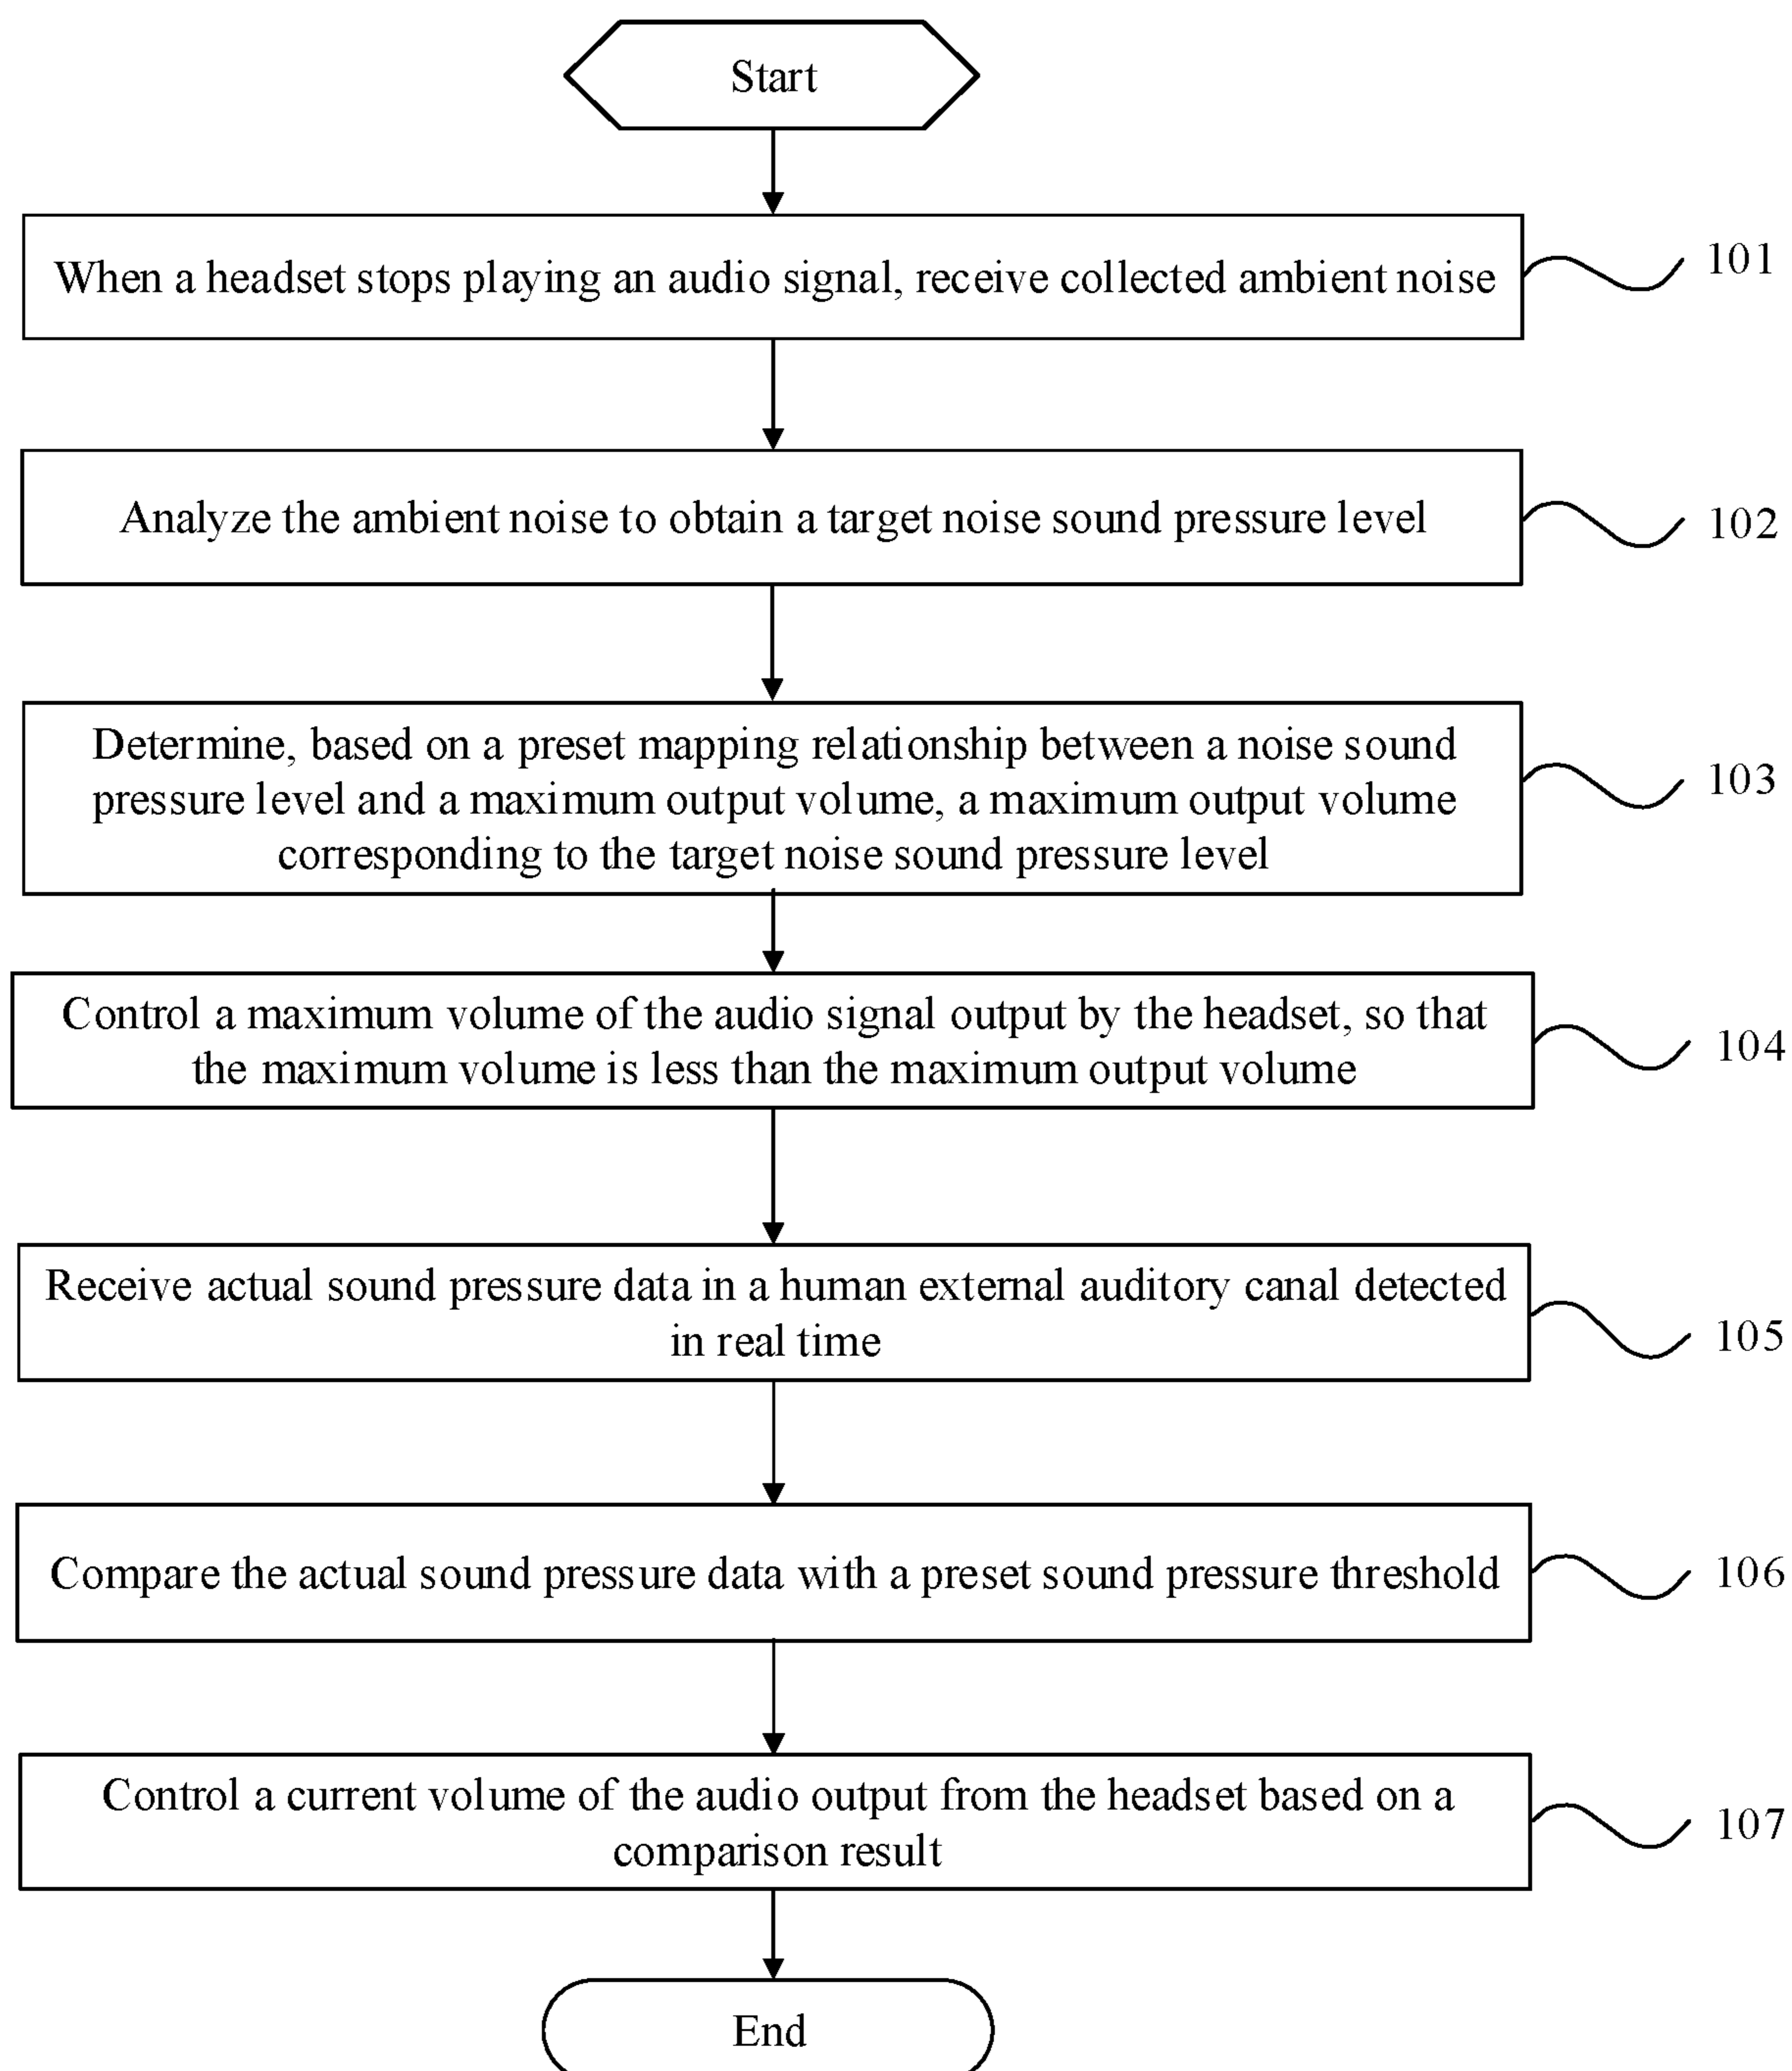 Start
When a headset stops playing an audio signal, receive collected ambient noise
101
Analyze the ambient noise to obtain a target noise sound pressure level
102
Determine, based on a preset mapping relationship between a noise sound
pressure level and a maximum output volume, a maximum output volume
corresponding to the target noise sound pressure level
103
Control a maximum volume of the audio signal output by the headset, so that
the maximum volume is less than the maximum output volume
104
Receive actual sound pressure data in a human external auditory canal detected
in real time
105
Compare the actual sound pressure data with a preset sound pressure threshold
106
Control a current volume of the audio output from the headset based on a
comparison result
107
End